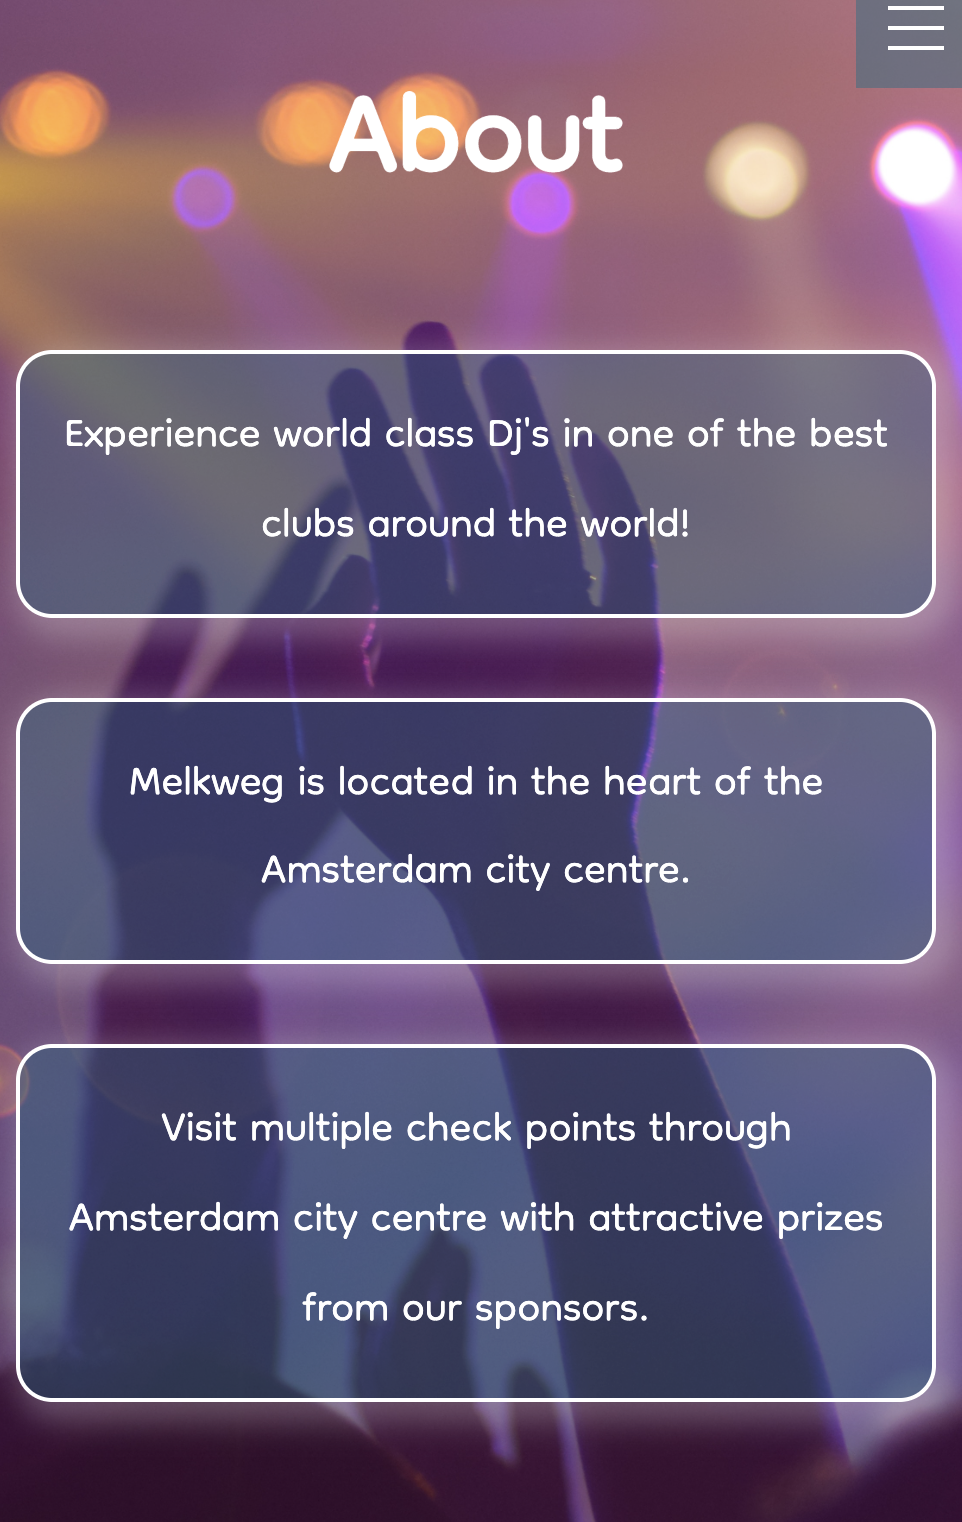 About
Experience world class Dj's in one of the best
clubs around the world!
Melkweg is located in the heart of the
Amsterdam city centre.
Visit multiple check points through
Amsterdam city centre with attractive prizes
from our sponsors.